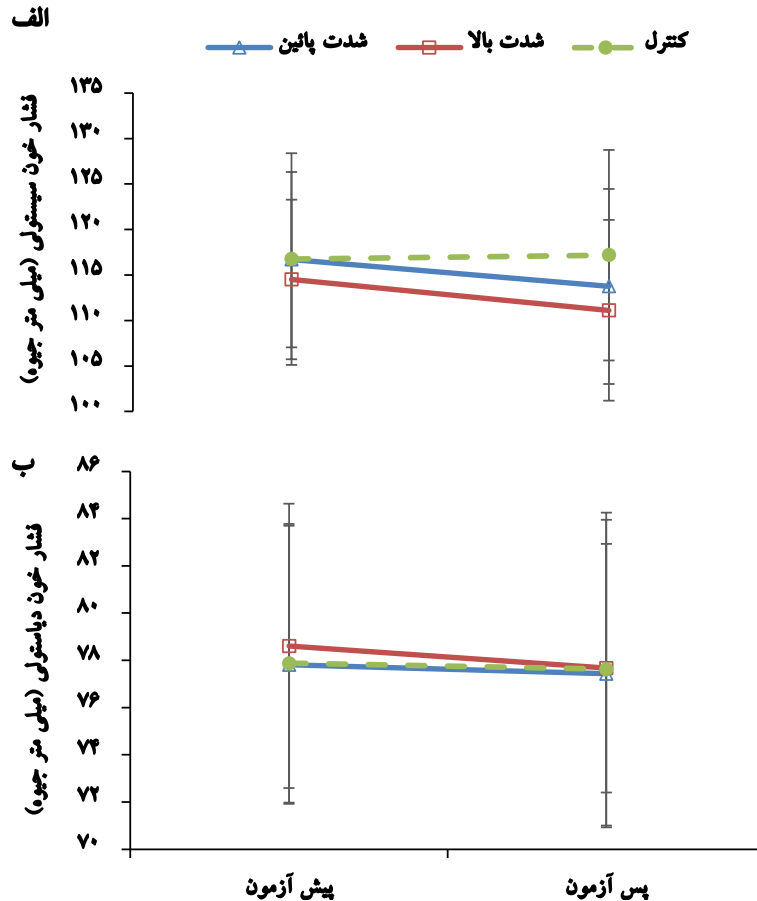 الف
شدت پائین
شدت بالا
کنترل
فشار خون سیستولی (میلی متر جیوه)
۱۳۵
۱۳۰
۱۲۵
۱۲۰
۱۱۵
۱۱۰
۱۰۵
۱۰۰
ب
فشار خون دیاستولی (میلی متر جیوه)
۸۶
۸۴
۸۲
۸۰
۷۸
۷۶
۷۴
۷۲
۷۰
پیش آزمون
پس آزمون